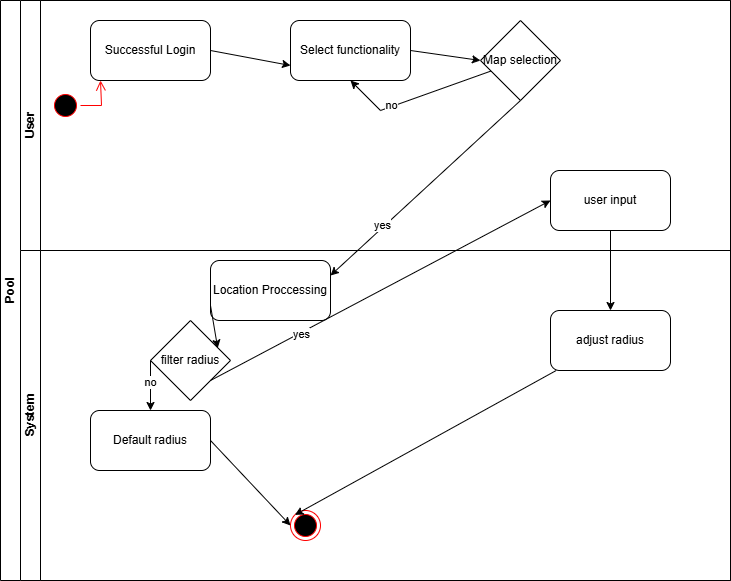 Pool
User
Successful Login
Select functionality
Map selection
no
yes
user input
System
Location Proccessing
yes
filter radius
adjust radius
no
Default radius